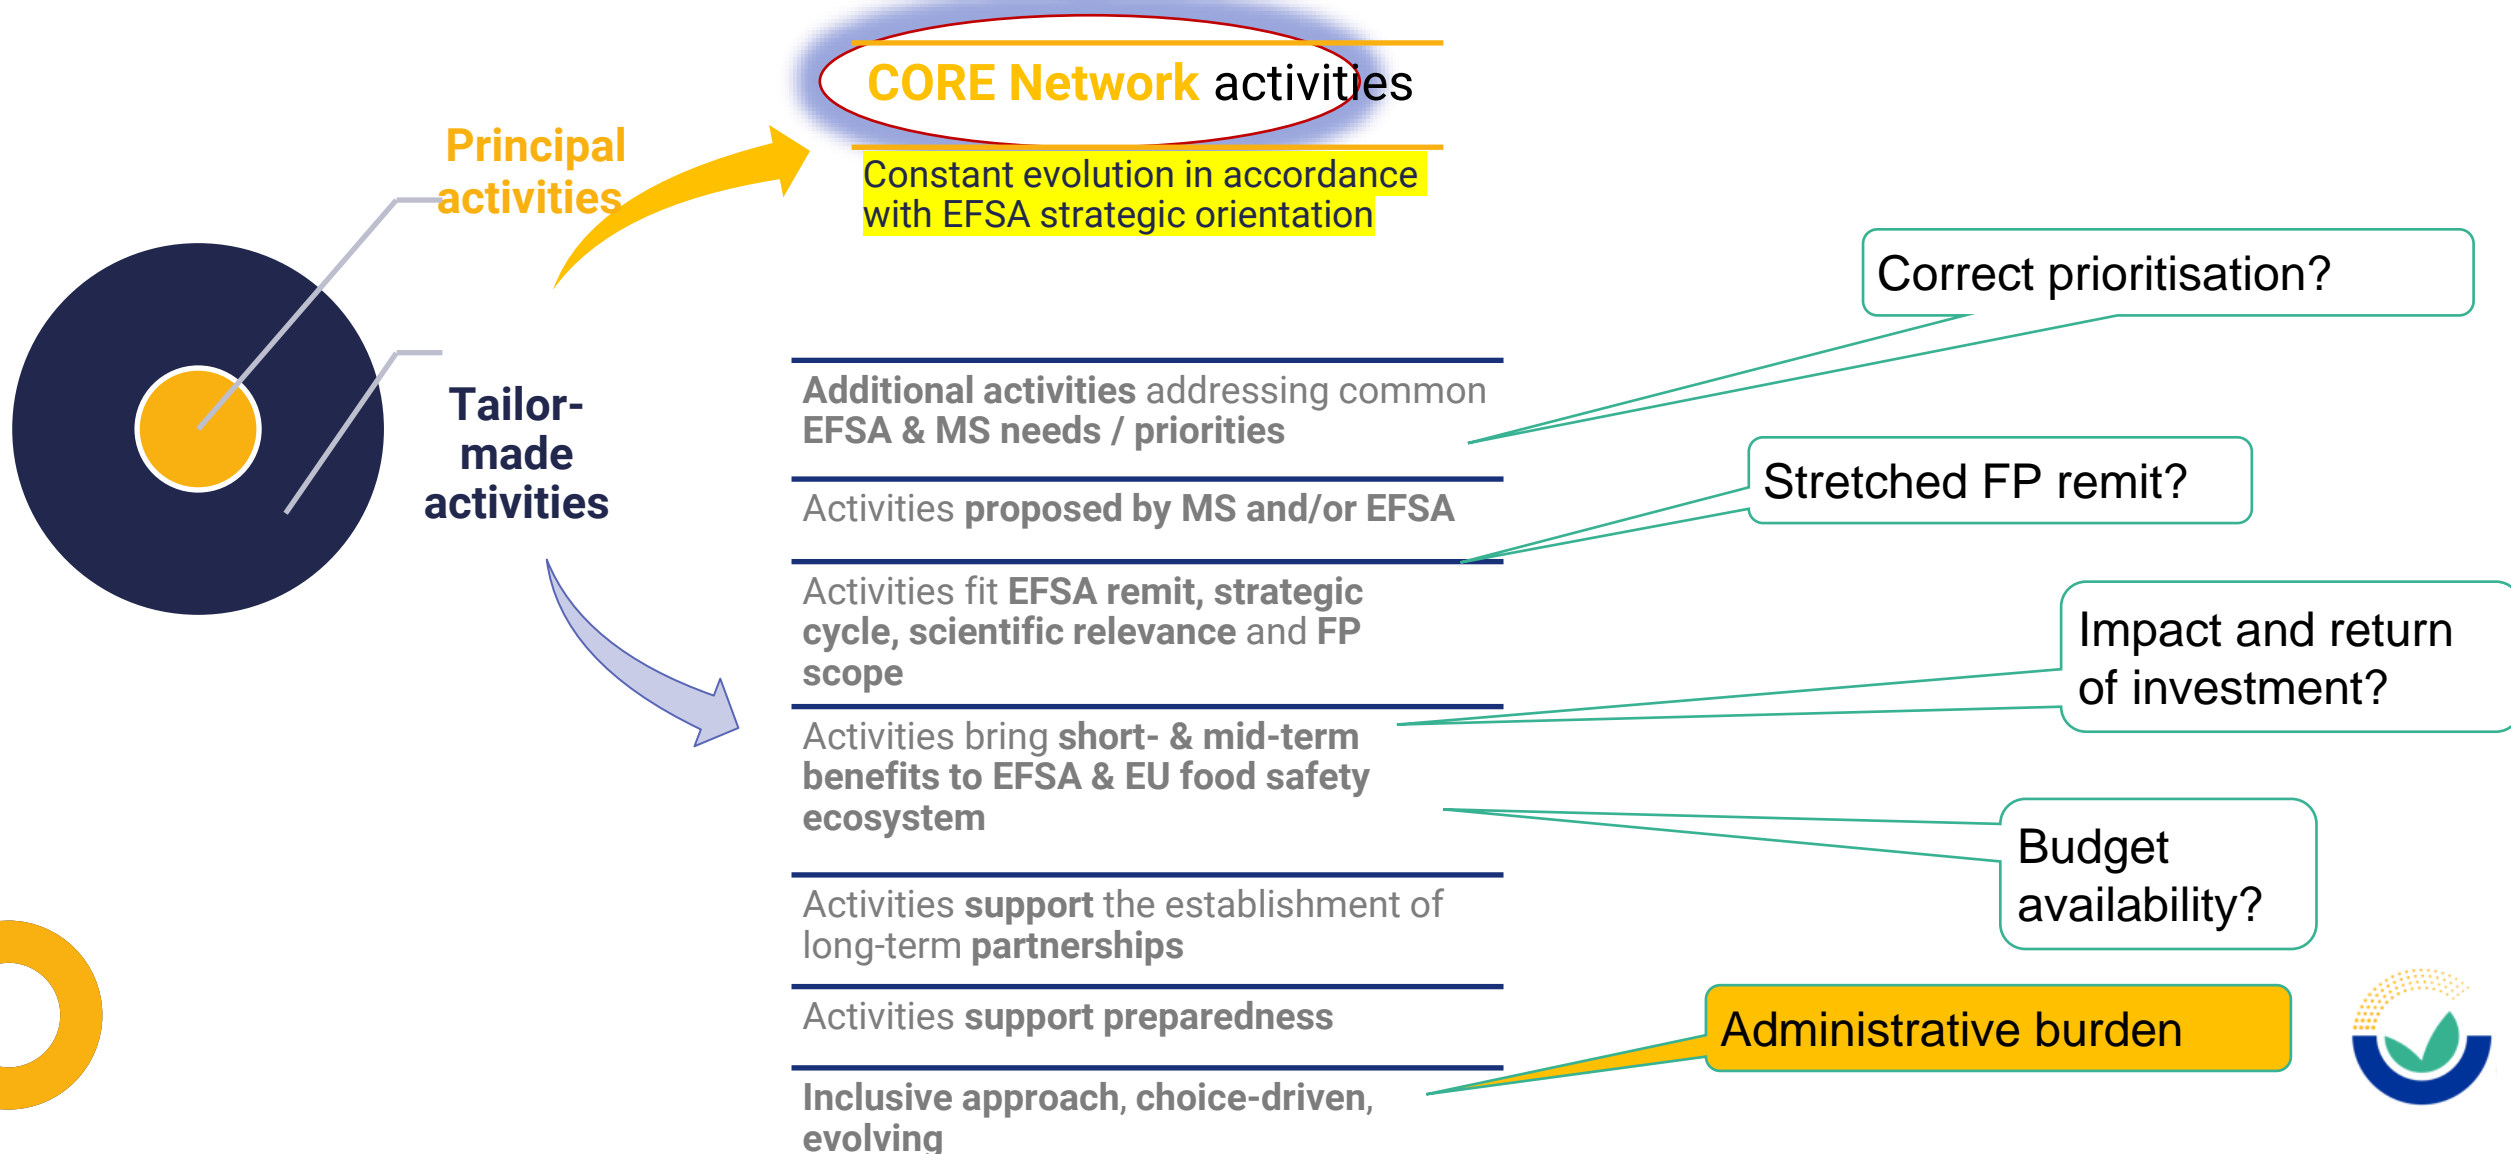 CORE Network activities
Constant evolution in accordance
with EFSA strategic orientation
Principal
activities
Tailor-
made
activities
Additional activities addressing common
EFSA & MS needs / priorities
Activities proposed by MS and/or EFSA
Activities fit EFSA remit, strategic
cycle, scientific relevance and FP
scope
Activities bring short- & mid-term
benefits to EFSA & EU food safety
ecosystem
Activities support the establishment of
long-term partnerships
Activities support preparedness
Inclusive approach, choice-driven,
evolving
Correct prioritisation?
Stretched FP remit?
Impact and return
of investment?
Budget
availability?
Administrative burden